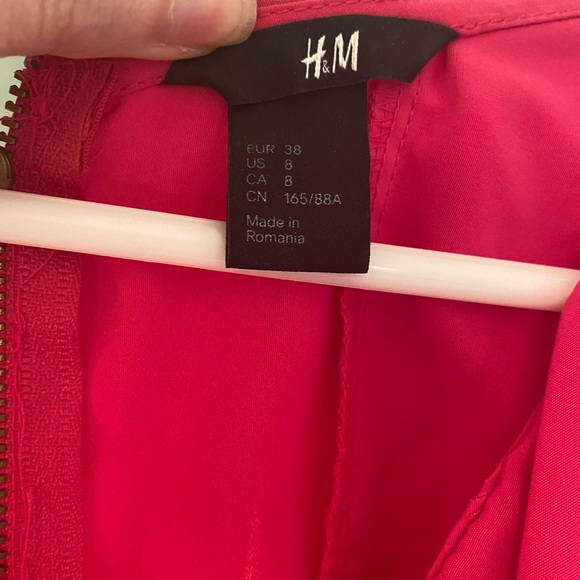 H&M
EUR 38
US 8
CA 8
CN 165/88A
Made in
Romania